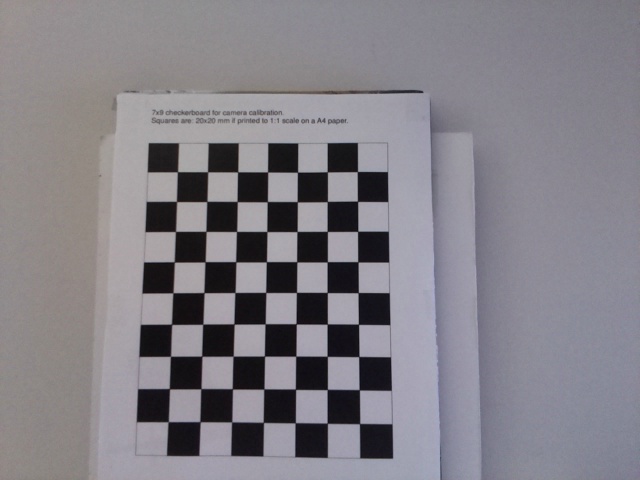 7x9 checkerboard for camera calibration.
Squares are: 20x20 mm if printed to 1:1 scale on a A4 paper.